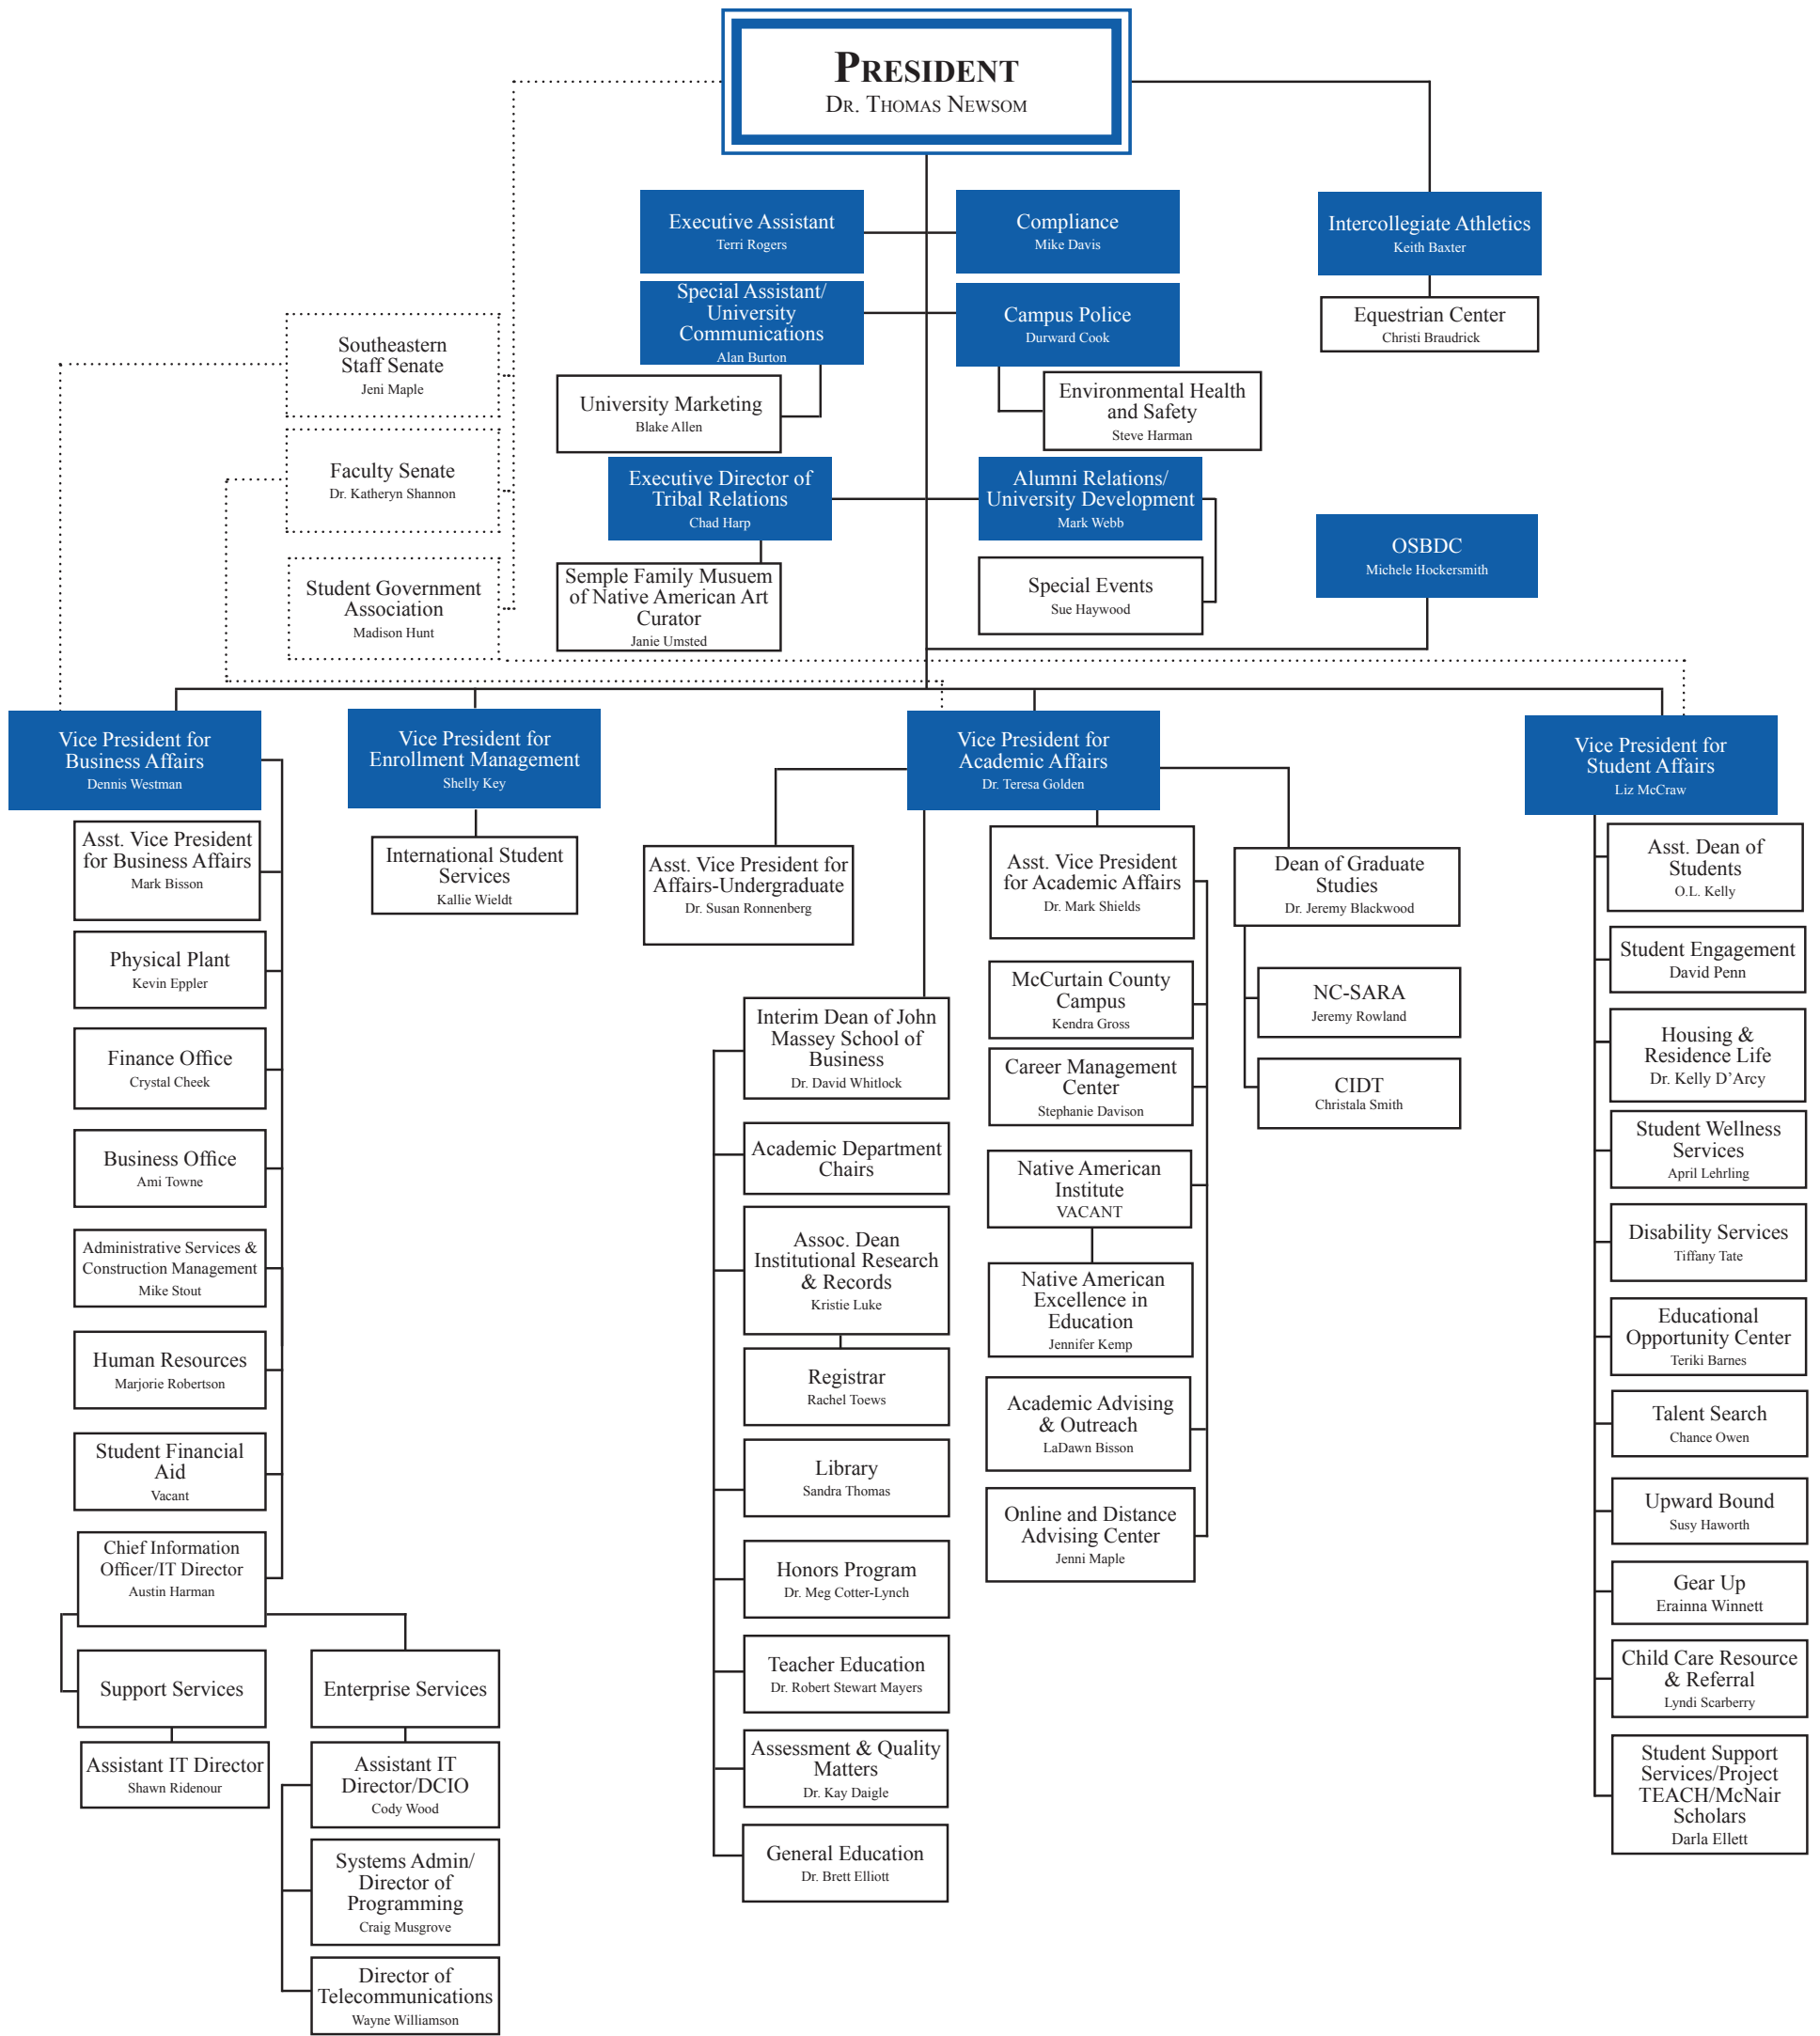 PRESIDENT
DR. THOMAS NEWSOM
Executive Assistant
Terri Rogers
Compliance
Mike Davis
Intercollegiate Athletics
Keith Baxter
Special Assistant/
University
Communications
Alan Burton
Campus Police
Durward Cook
Equestrian Center
Christi Braudrick
Southeastern
Staff Senate
Jeni Maple
University Marketing
Blake Allen
Environmental Health
and Safety
Steve Harman
Faculty Senate
Dr. Katheryn Shannon
Executive Director of
Tribal Relations
Chad Harp
Alumni Relations/
University Development
Mark Webb
OSBDC
Michele Hockersmith
Student Government
Association
Madison Hunt
Semple Family Musuem
of Native American Art
Curator
Janie Umsted
Special Events
Sue Haywood
Vice President for
Business Affairs
Dennis Westman
Vice President for
Enrollment Management
Shelly Key
Vice President for
Academic Affairs
Dr. Teresa Golden
Vice President for
Student Affairs
Liz McCraw
Asst. Vice President
for Business Affairs
Mark Bisson
Physical Plant
Kevin Eppler
Finance Office
Crystal Cheek
Business Office
Ami Towne
Administrative Services &
Construction Management
Mike Stout
Human Resources
Marjorie Robertson
Student Financial
Aid
Vacant
Chief Information
Officer/IT Director
Austin Harman
Support Services
Assistant IT Director
Shawn Ridenour
Enterprise Services
Assistant IT
Director/DCIO
Cody Wood
Systems Admin/
Director of
Programming
Craig Musgrove
Director of
Telecommunications
Wayne Williamson
International Student
Services
Kallie Wieldt
Asst. Vice President for
Affairs-Undergraduate
Dr. Susan Ronnenberg
Interim Dean of John
Massey School of
Business
Dr. David Whitlock
Academic Department
Chairs
Assoc. Dean
Institutional Research
& Records
Kristie Luke
Registrar
Rachel Toews
Library
Sandra Thomas
Honors Program
Dr. Meg Cotter-Lynch
Teacher Education
Dr. Robert Stewart Mayers
Assessment & Quality
Matters
Dr. Kay Daigle
General Education
Dr. Brett Elliott
Asst. Vice President
for Academic Affairs
Dr. Mark Shields
McCurtain County
Campus
Kendra Gross
Career Management
Center
Stephanie Davison
Native American
Institute
VACANT
Native American
Excellence in
Education
Jennifer Kemp
Academic Advising
& Outreach
LaDawn Bisson
Online and Distance
Advising Center
Jenni Maple
Dean of Graduate
Studies
Dr. Jeremy Blackwood
NC-SARA
Jeremy Rowland
CIDT
Christala Smith
Asst. Dean of
Students
O.L. Kelly
Student Engagement
David Penn
Housing &
Residence Life
Dr. Kelly D’Arcy
Student Wellness
Services
April Lehrling
Disability Services
Tiffany Tate
Educational
Opportunity Center
Teriki Barnes
Talent Search
Chance Owen
Upward Bound
Susy Haworth
Gear Up
Erainna Winnett
Child Care Resource
& Referral
Lyndi Scarberry
Student Support
Services/Project
TEACH/McNair
Scholars
Darla Ellett